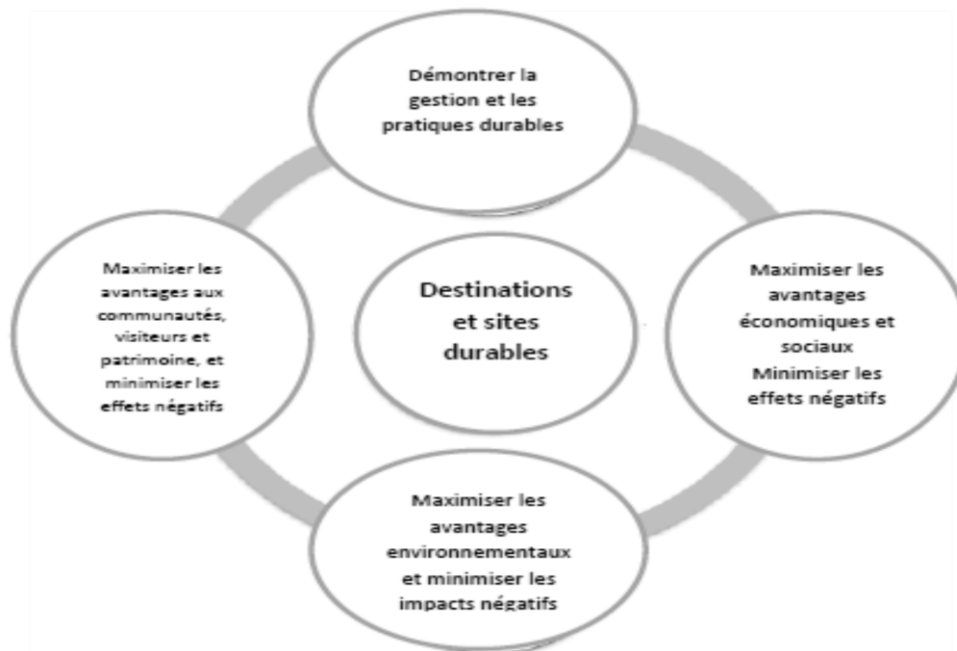 Démontrer la
gestion et les
pratiques durables
Maximiser les
avantages aux
communautés,
visiteurs et
patrimoine, et
minimiser les
effets négatifs
Destinations
et sites
durables
Maximiser les
avantages
économiques et
sociaux
Minimiser les
effets négatifs
Maximiser les
avantages
environnementaux
et minimiser les
impacts négatifs